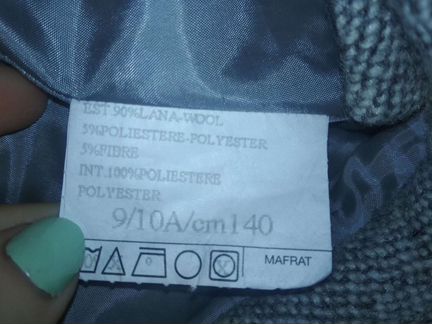 EST 90%LANA-WOOL
5%POLIESTERE-POLYESTER
5%FIBRE
INT.100%POLIESTERE
POLYESTER
9/10A/cm140
MAFRAT